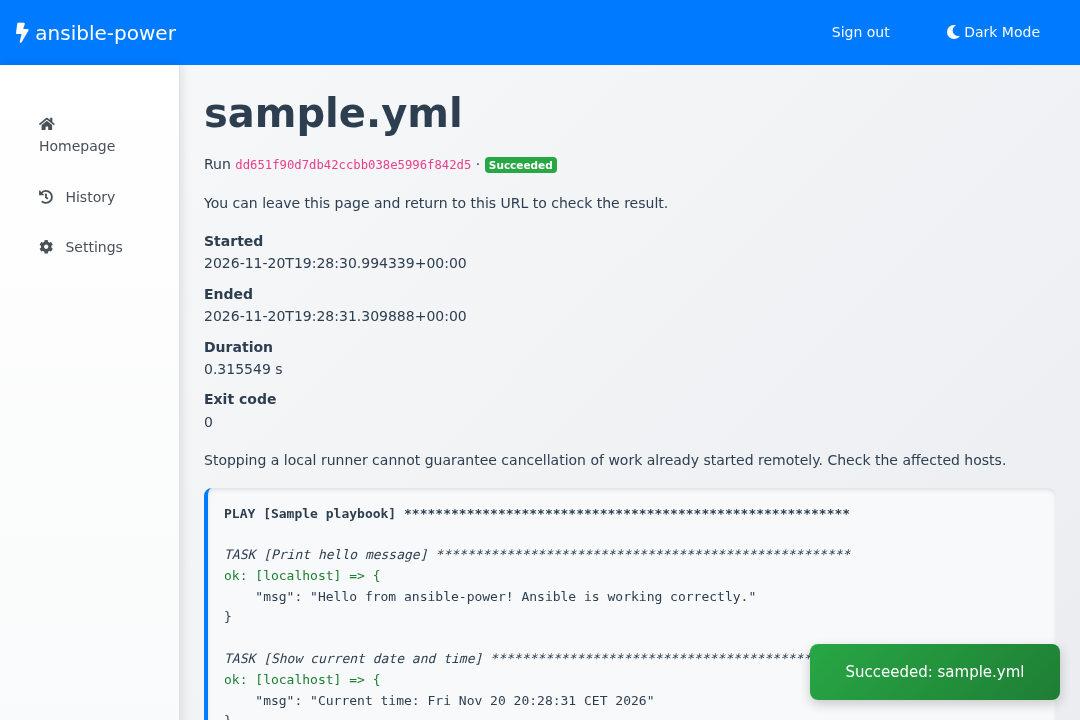 ansible-power
Sign out
Dark Mode
Homepage
History
Settings
sample.yml
Run dd651f90d7db42ccbb038e5996f842d5 · Succeeded
You can leave this page and return to this URL to check the result.
Started
2026-11-20T19:28:30.994339+00:00
Ended
2026-11-20T19:28:31.309888+00:00
Duration
0.315549 s
Exit code
0
Stopping a local runner cannot guarantee cancellation of work already started remotely. Check the affected hosts.
PLAY [Sample playbook] *********************************************************
TASK [Print hello message] *****************************************************
ok: [localhost] => {
    "msg": "Hello from ansible-power! Ansible is working correctly."
}
TASK [Show current date and time] *****************************************
ok: [localhost] => {
    "msg": "Current time: Fri Nov 20 20:28:31 CET 2026"
}
Succeeded: sample.yml